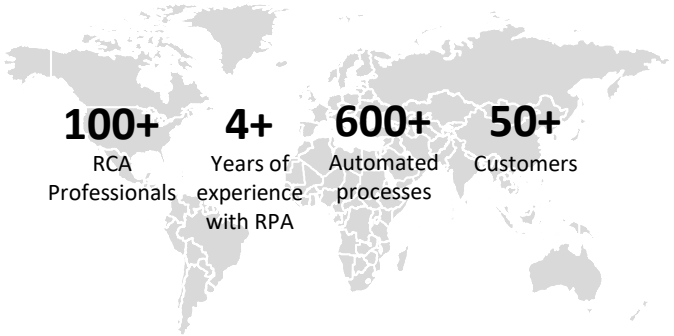 100+
RCA
Professionals
4+
Years of
experience
with RPA
600+
Automated
processes
50+
Customers